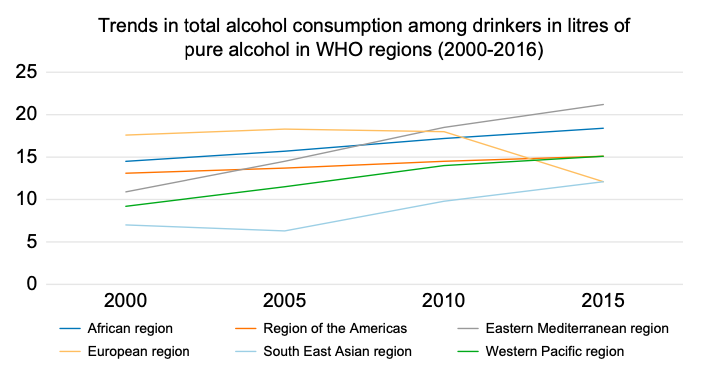 Trends in total alcohol consumption among drinkers in litres of
pure alcohol in WHO regions (2000-2016)
25
20
15
10
5
0
2000 2005 2010 2015
African region Region of the Americas Eastern Mediterranean region
European region South East Asian region Western Pacific region